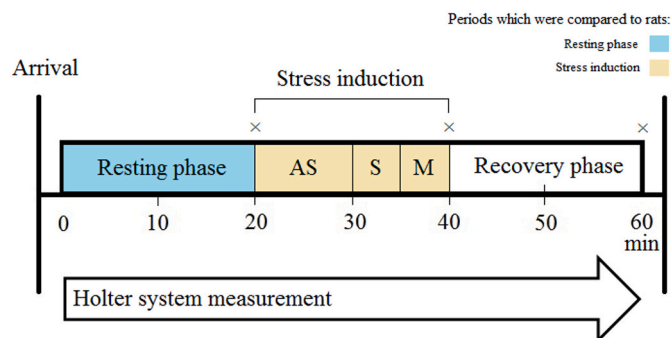 Periods which were compared to rats:
Resting phase
Stress induction
Arrival
Stress induction
× × ×
Resting phase AS S M Recovery phase
0 10 20 30 40 50 60
min
Holter system measurement